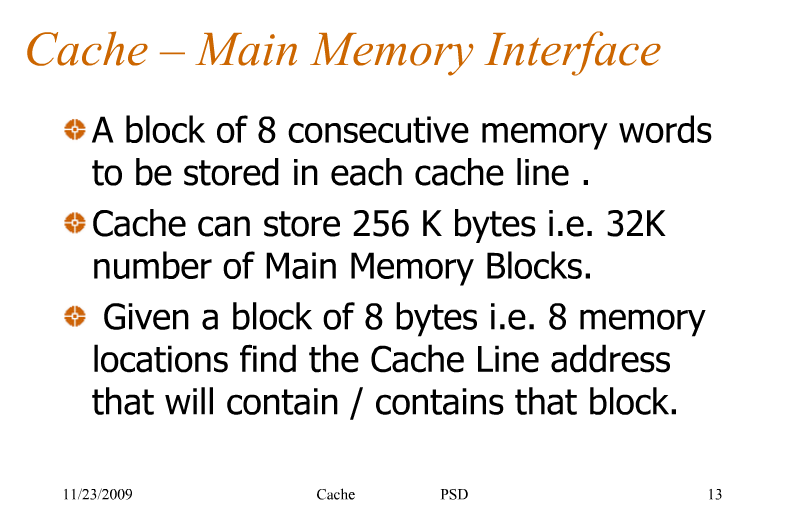 Cache – Main Memory Interface
A block of 8 consecutive memory words
to be stored in each cache line .
Cache can store 256 K bytes i.e. 32K
number of Main Memory Blocks.
Given a block of 8 bytes i.e. 8 memory
locations find the Cache Line address
that will contain / contains that block.
11/23/2009 Cache PSD 13